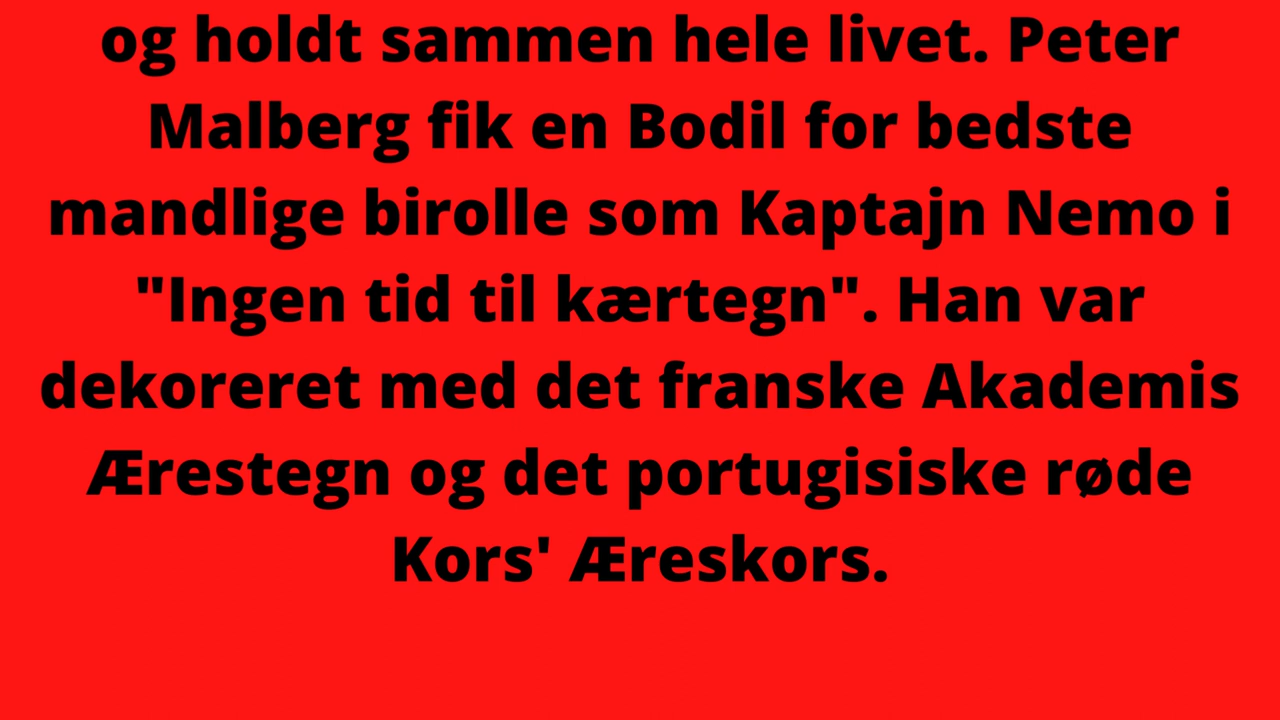 og holdt sammen hele livet. Peter
Malberg fik en Bodil for bedste
mandlige birolle som Kaptajn Nemo i
"Ingen tid til kærtegn". Han var
dekoreret med det franske Akademis
Ærestegn og det portugisiske røde
Kors' Æreskors.